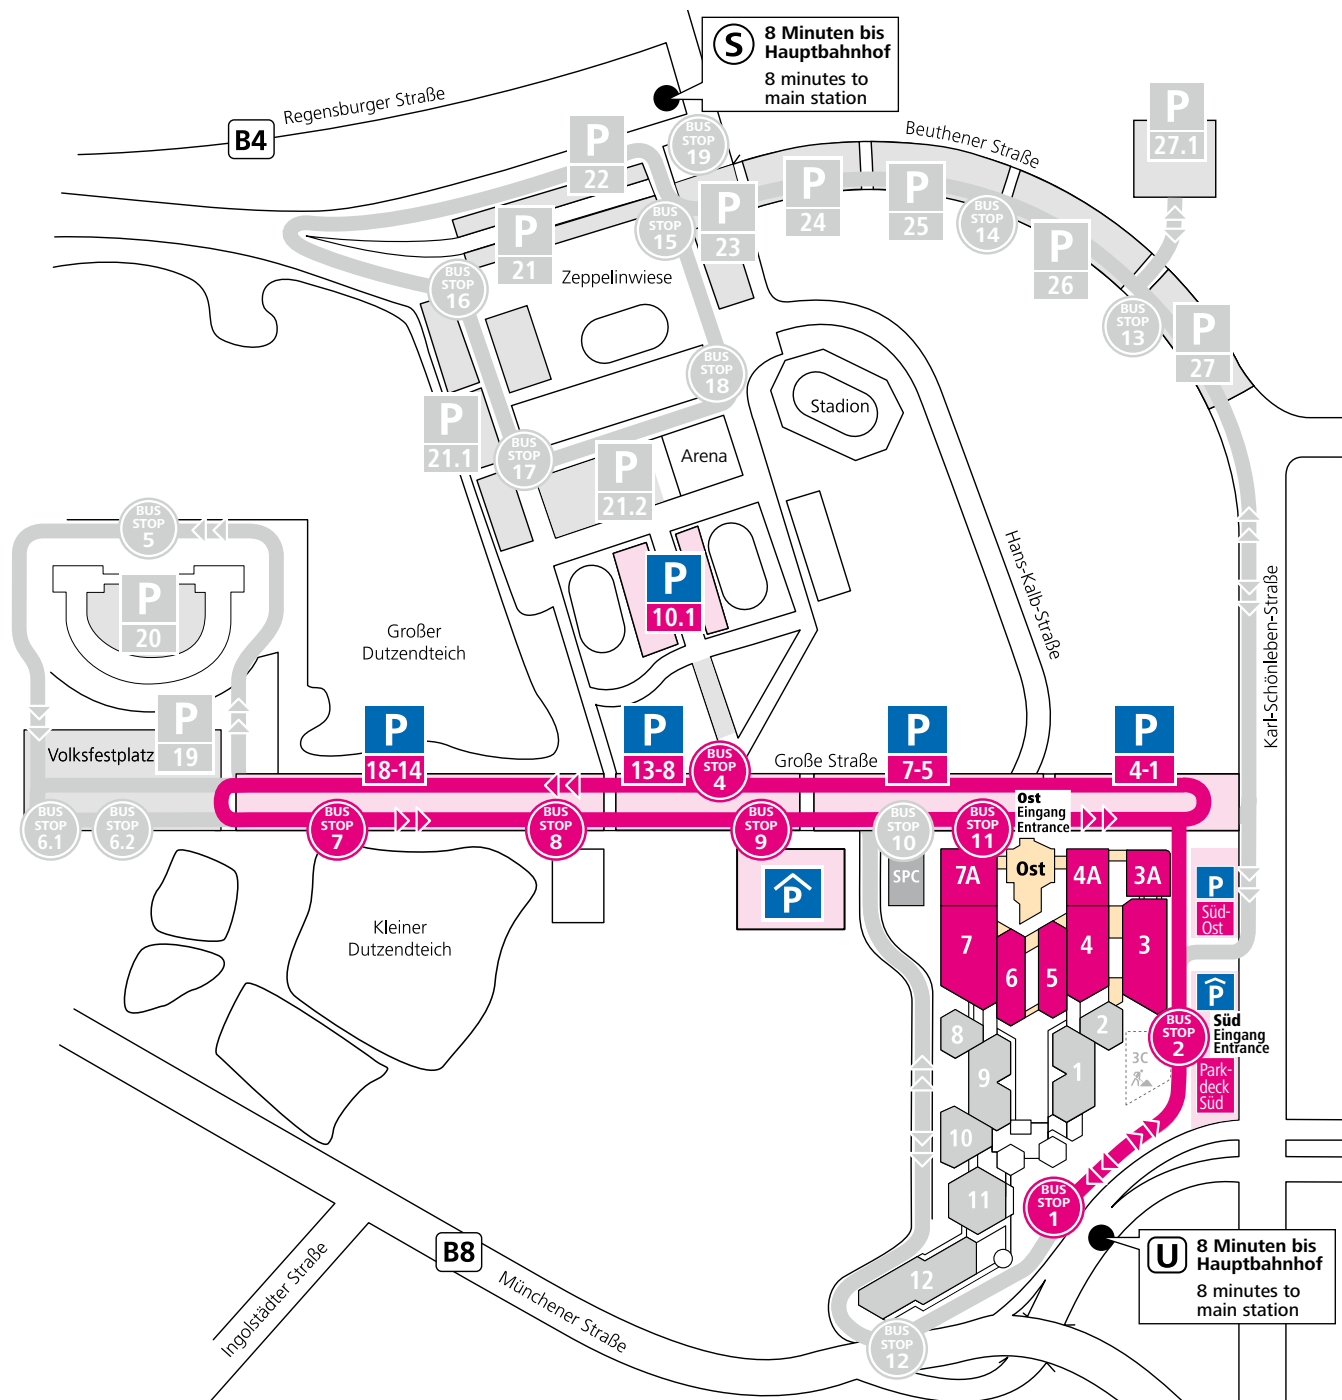 S
8 Minuten bis
Hauptbahnhof
8 minutes to
main station
Regensburger Straße
B4
P
22
BUS
STOP
19
Beuthener Straße
P
27.1
P
24
P
25
P
23
P
21
BUS
STOP
15
BUS
STOP
14
P
26
BUS
STOP
16
Zeppelinwiese
BUS
STOP
13
P
27
BUS
STOP
18
Stadion
P
21.1
BUS
STOP
17
Arena
P
21.2
BUS
STOP
5
Hans-Kalb-Straße
Karl-Schönleben-Straße
P
20
P
10.1
Großer
Dutzendteich
P
19
Volksfestplatz
P
18-14
P
13-8
P
7-5
P
4-1
BUS
STOP
4
Große Straße
BUS
STOP
6.1
BUS
STOP
6.2
BUS
STOP
7
BUS
STOP
8
BUS
STOP
9
BUS
STOP
10
BUS
STOP
11
Ost
Eingang
Entrance
P
SPC
7A
Ost
4A
3A
P
Süd-
Ost
Kleiner
Dutzendteich
7
6
5
4
3
P
8
2
BUS
STOP
2
Süd
Eingang
Entrance
9
1
3C
Park-
deck
Süd
10
11
BUS
STOP
1
12
BUS
STOP
12
U
8 Minuten bis
Hauptbahnhof
8 minutes to
main station
B8
Ingolstädter Straße
Münchener Straße